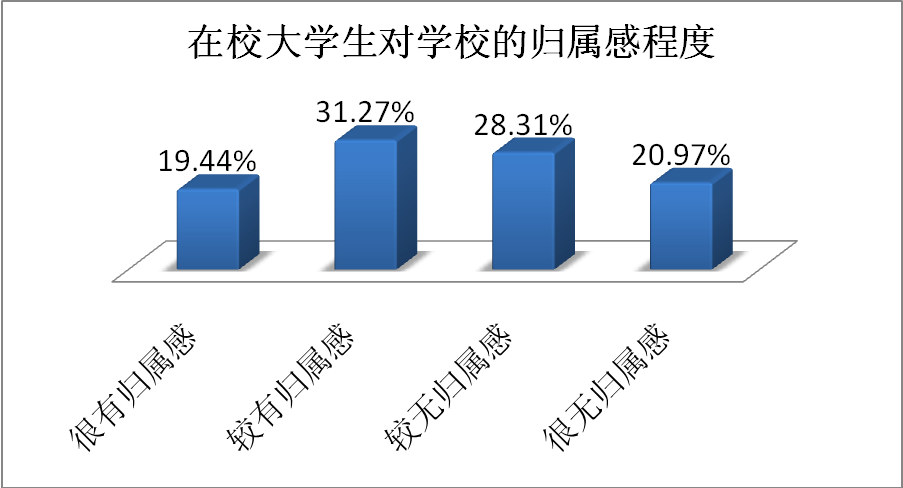 在校大学生对学校的归属感程度
19.44%
31.27%
28.31%
20.97%
很有归属感
较有归属感
较无归属感
很无归属感